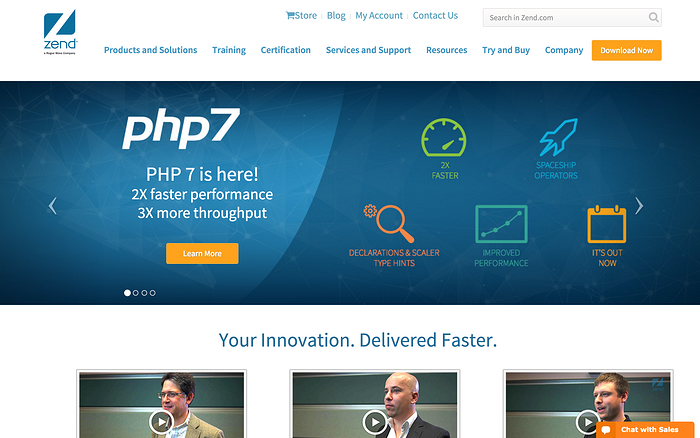 Store
Blog
My Account
Contact Us
Search in Zend.com
zend
a Rogue Wave Company
Products and Solutions
Training
Certification
Services and Support
Resources
Try and Buy
Company
Download Now
php7
PHP 7 is here!
2X faster performance
3X more throughput
Learn More
2X
FASTER
SPACESHIP
OPERATORS
DECLARATIONS & SCALER
TYPE HINTS
IMPROVED
PERFORMANCE
IT'S OUT
NOW
Your Innovation. Delivered Faster.
Chat with Sales